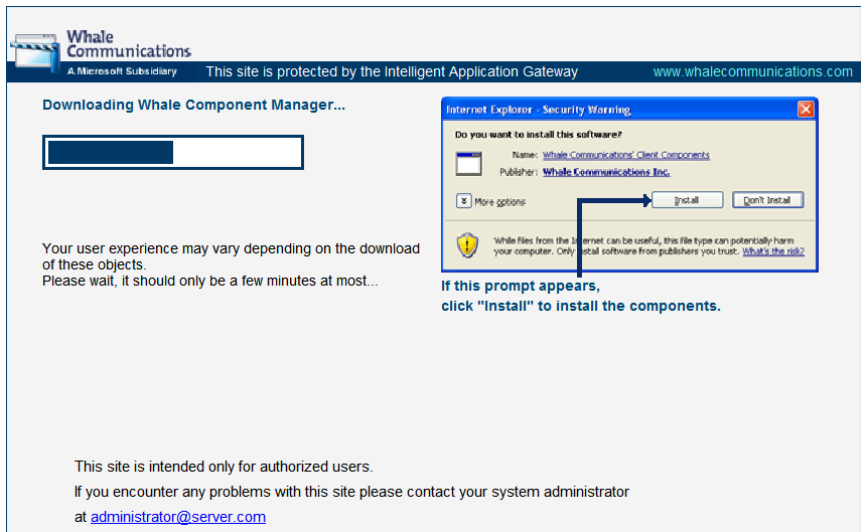 Whale
Communications
A Microsoft Subsidiary
This site is protected by the Intelligent Application Gateway
www.whalecommunications.com
Downloading Whale Component Manager...
Your user experience may vary depending on the download
of these objects.
Please wait, it should only be a few minutes at most...
Internet Explorer - Security Warning
Do you want to install this software?
Name: Whale Communications' Client Components
Publisher: Whale Communications Inc.
More options
Install
Don't Install
While files from the Internet can be useful, this file type can potentially harm
your computer. Only install software from publishers you trust. What's the risk?
If this prompt appears,
click "Install" to install the components.
This site is intended only for authorized users.
If you encounter any problems with this site please contact your system administrator
at administrator@server.com